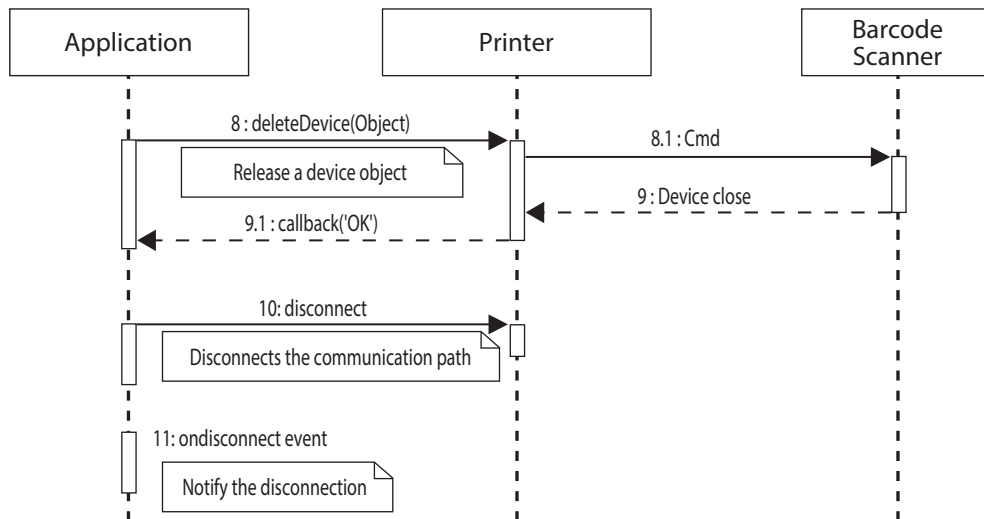 Application
Printer
Barcode
Scanner
8 : deleteDevice(Object)
8.1 : Cmd
Release a device object
9 : Device close
9.1 : callback('OK')
10: disconnect
Disconnects the communication path
11: ondisconnect event
Notify the disconnection